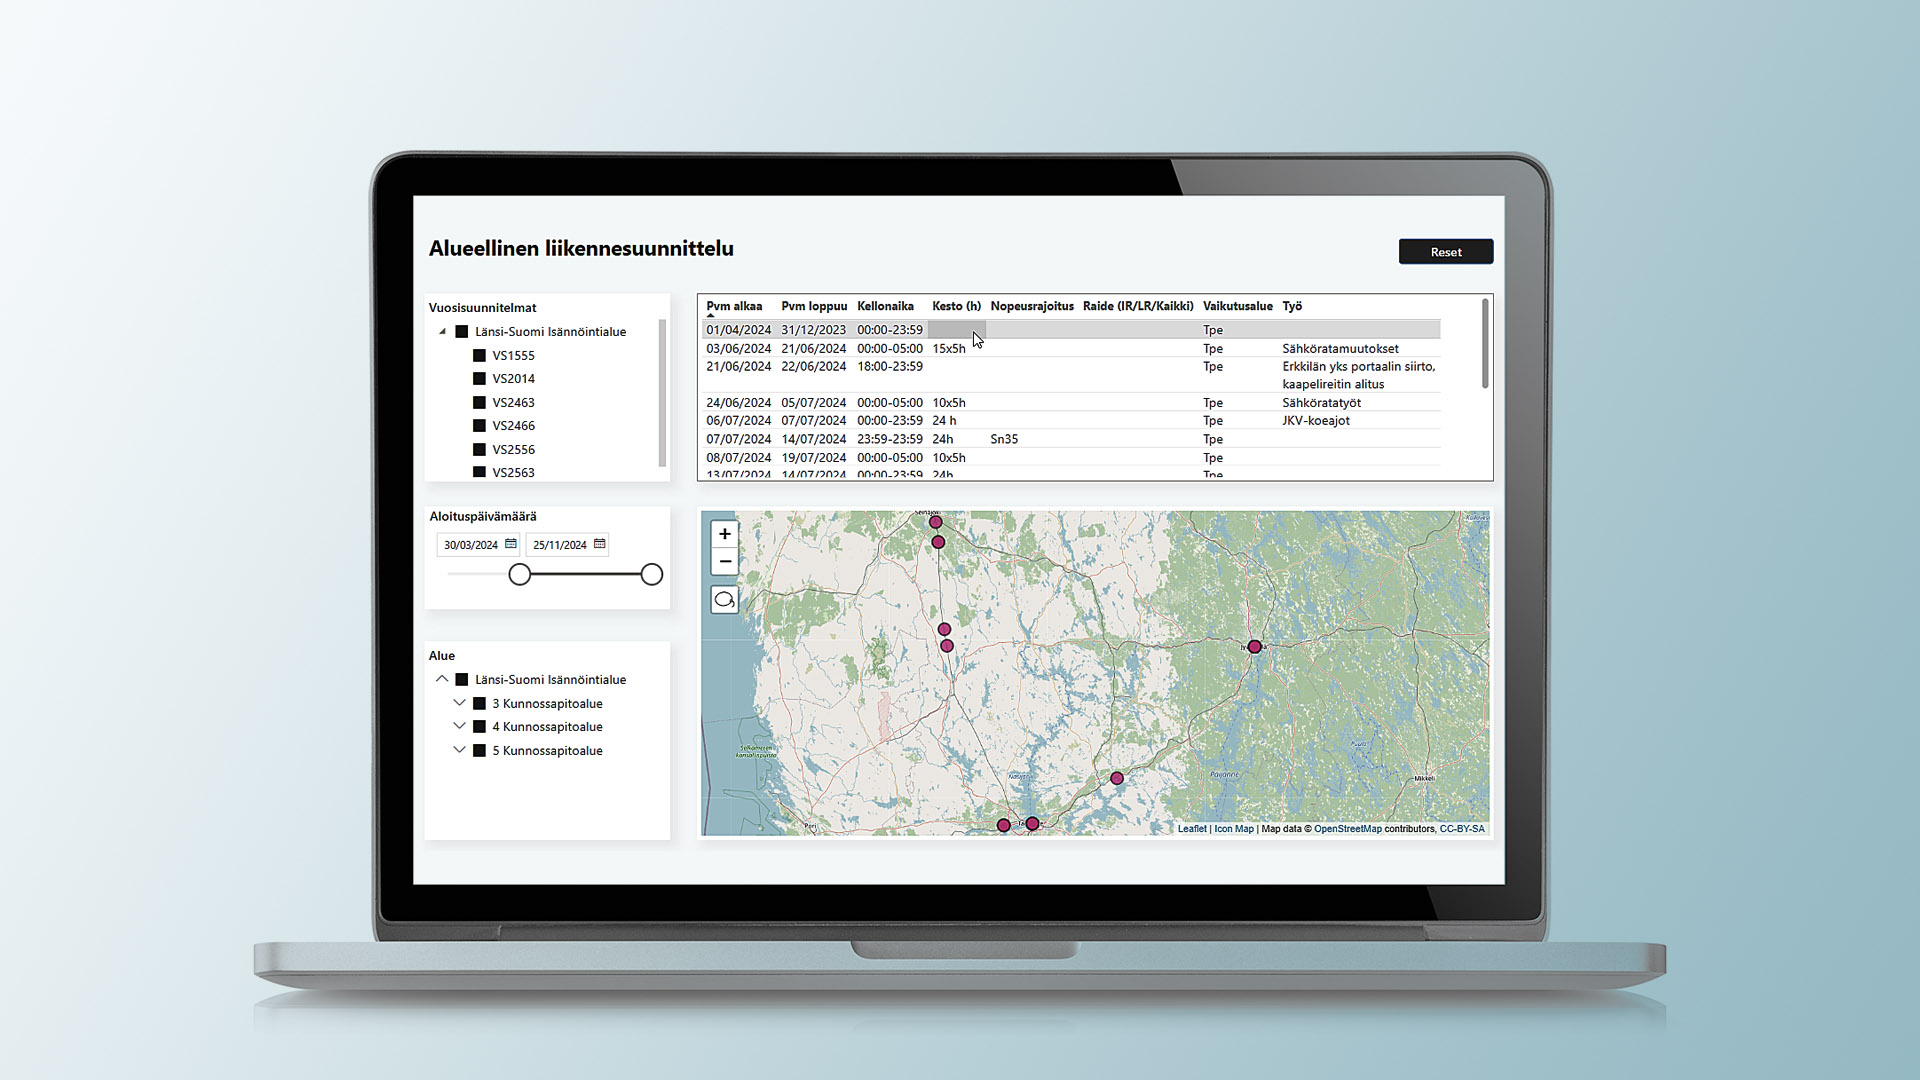 Alueellinen liikennesuunnittelu
Reset
Vuosisuunnitelmat
Länsi-Suomi Isännöintialue
VS1555
VS2014
VS2463
VS2466
VS2556
VS2563
Pvm alkaa Pvm loppuu Kellonaika Kesto (h) Nopeusrajoitus Raide (IR/LR/Kaikki) Vaikutusalue Työ
01/04/2024 31/12/2023 00:00-23:59 Tpe
03/06/2024 21/06/2024 00:00-05:00 15x5h Tpe Sähköratamuutokset
21/06/2024 22/06/2024 18:00-23:59 Tpe Erkkilän yks portaalin siirto,
kaapelireitin alitus
24/06/2024 05/07/2024 00:00-05:00 10x5h Tpe Sähköratatyöt
06/07/2024 07/07/2024 00:00-23:59 24 h Tpe JKV-koeajot
07/07/2024 14/07/2024 23:59-23:59 24h Sn35 Tpe
08/07/2024 19/07/2024 00:00-05:00 10x5h Tpe
13/07/2024 14/07/2024 00:00-23:59 24h Tpe
Aloituspäivämäärä
30/03/2024 25/11/2024
Alue
Länsi-Suomi Isännöintialue
3 Kunnossapitoalue
4 Kunnossapitoalue
5 Kunnossapitoalue
+
−
Seinäjoki
Selkämeren
kansallispuisto
Pori
Näsijärvi
Päijänne
Puula
Mikkeli
Leaflet | Icon Map | Map data © OpenStreetMap contributors, CC-BY-SA